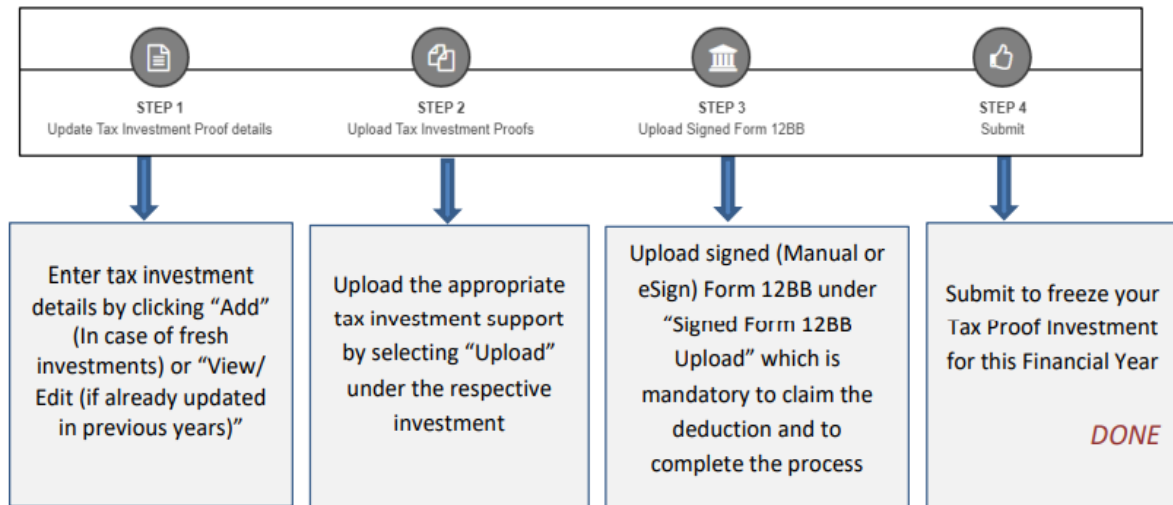 STEP 1
Update Tax Investment Proof details
STEP 2
Upload Tax Investment Proofs
STEP 3
Upload Signed Form 12BB
STEP 4
Submit
Enter tax investment
details by clicking “Add”
(In case of fresh
investments) or “View/
Edit (if already updated
in previous years)”
Upload the appropriate
tax investment support
by selecting “Upload”
under the respective
investment
Upload signed (Manual or
eSign) Form 12BB under
“Signed Form 12BB
Upload” which is
mandatory to claim the
deduction and to
complete the process
Submit to freeze your
Tax Proof Investment
for this Financial Year
DONE